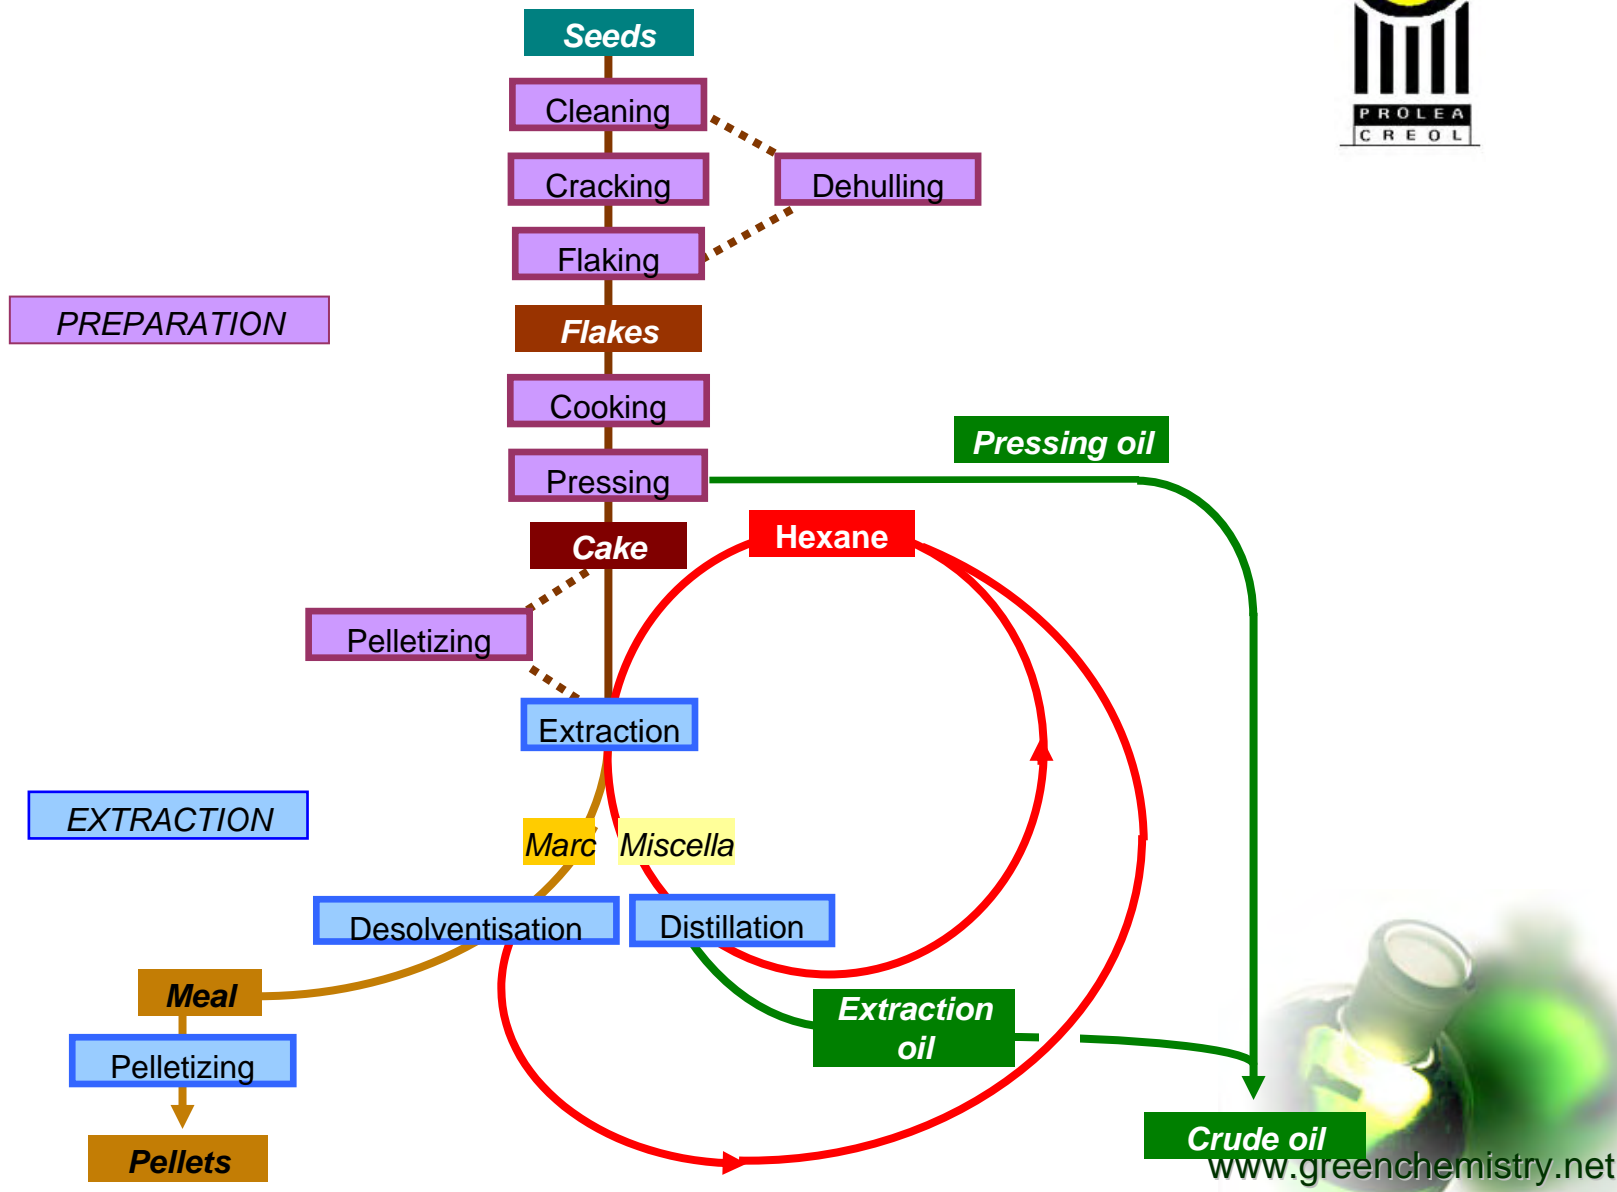 Seeds
Cleaning
PROLEA
CREOL
Cracking
Dehulling
Flaking
PREPARATION
Flakes
Cooking
Pressing oil
Pressing
Hexane
Cake
Pelletizing
Extraction
EXTRACTION
Marc
Miscella
Desolventisation
Distillation
Meal
Extraction
oil
Pelletizing
Crude oil
Pellets
www.greenchemistry.net